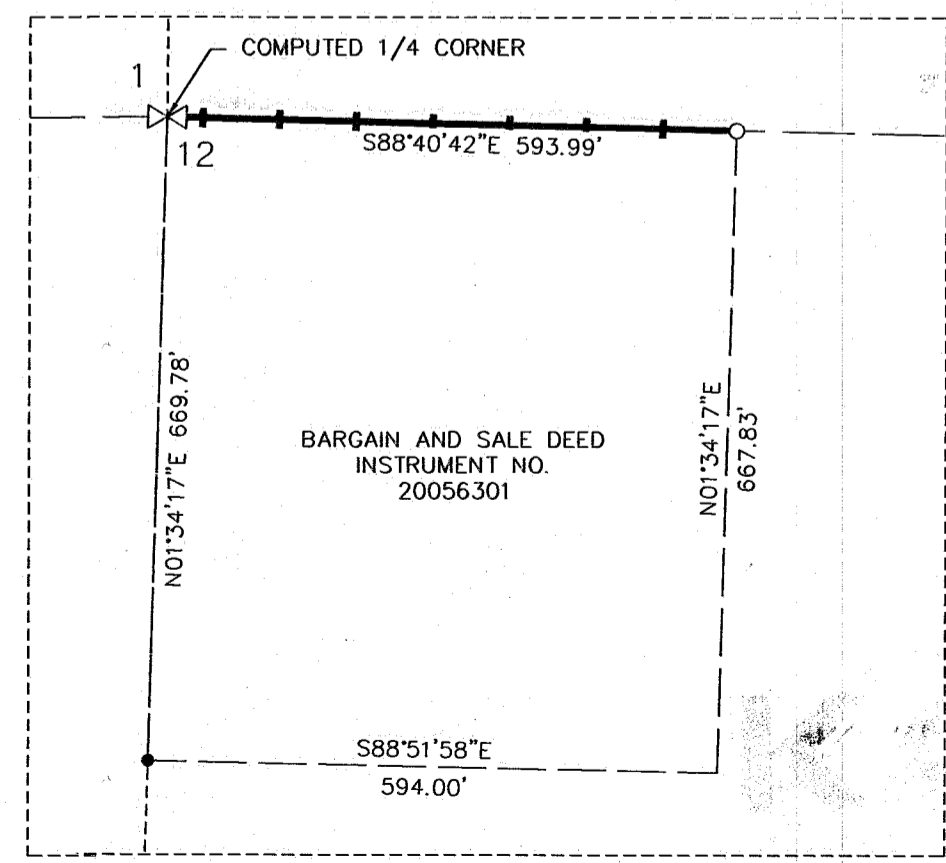 COMPUTED 1/4 CORNER
1
12
S88°40'42"E 593.99'
N01°34'17"E 669.78'
BARGAIN AND SALE DEED
INSTRUMENT NO.
20056301
N01°34'17"E
667.83'
S88°51'58"E
594.00'